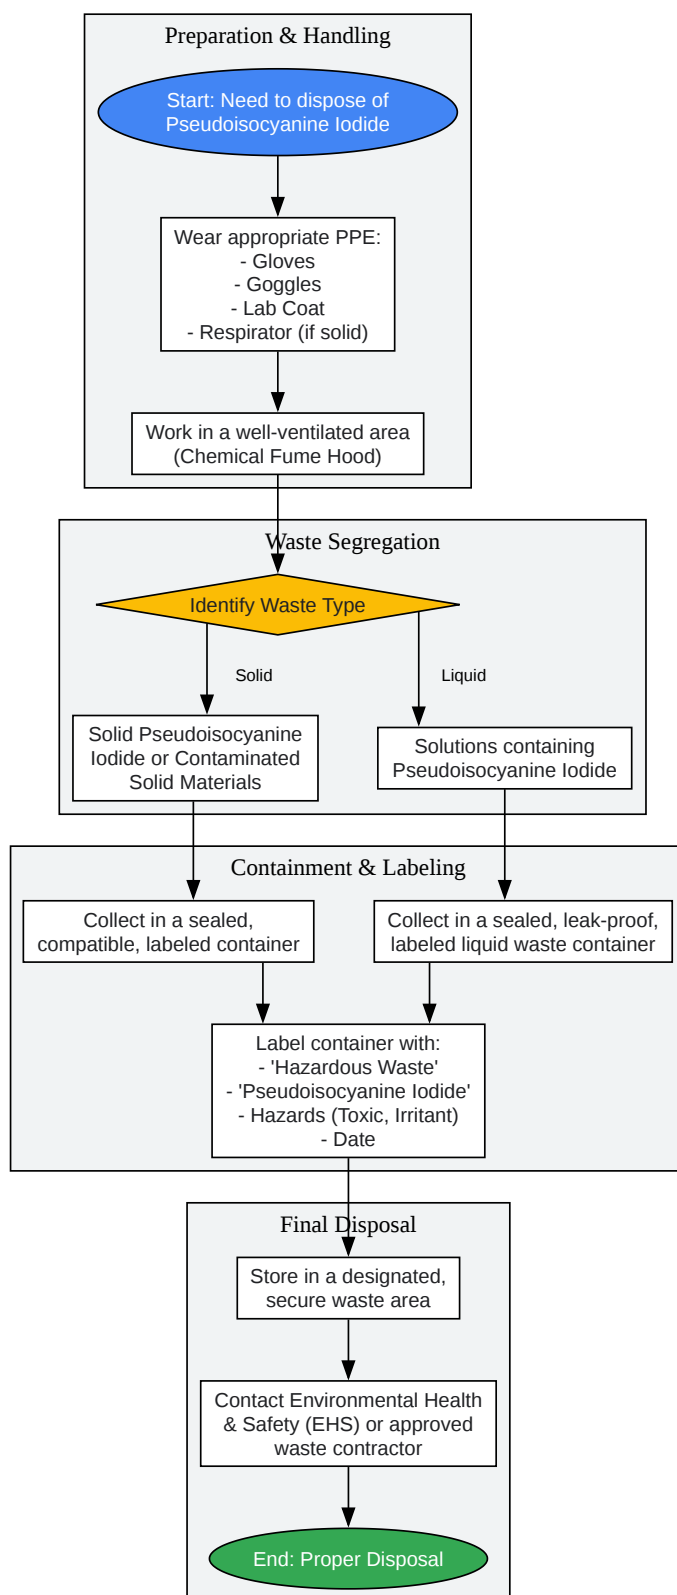 Preparation & Handling
Start: Need to dispose of
Pseudoisocyanine Iodide
Wear appropriate PPE:
- Gloves
- Goggles
- Lab Coat
- Respirator (if solid)
Work in a well-ventilated area
(Chemical Fume Hood)
Waste Segregation
Identify Waste Type
Solid
Liquid
Solid Pseudoisocyanine
Iodide or Contaminated
Solid Materials
Solutions containing
Pseudoisocyanine Iodide
Containment & Labeling
Collect in a sealed,
compatible, labeled container
Collect in a sealed, leak-proof,
labeled liquid waste container
Label container with:
- 'Hazardous Waste'
- 'Pseudoisocyanine Iodide'
- Hazards (Toxic, Irritant)
- Date
Final Disposal
Store in a designated,
secure waste area
Contact Environmental Health
& Safety (EHS) or approved
waste contractor
End: Proper Disposal